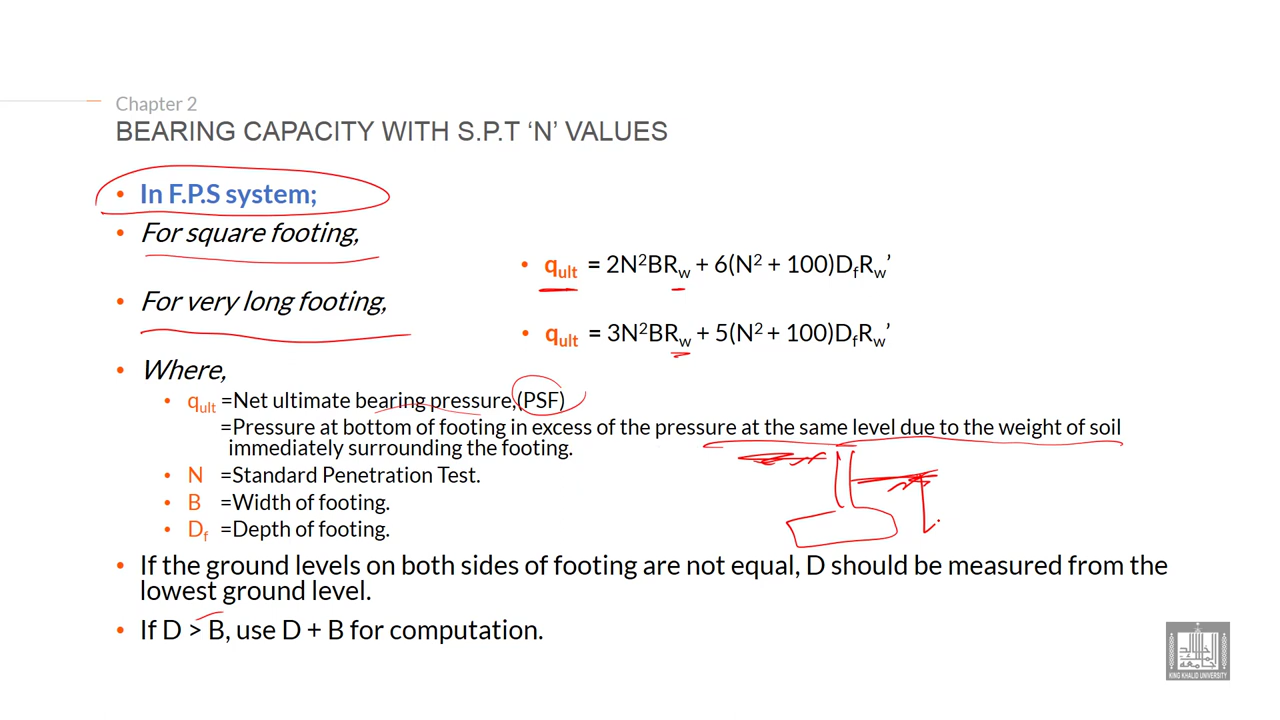 Chapter 2
BEARING CAPACITY WITH S.P.T ‘N’ VALUES
• In F.P.S system;
• For square footing,
• qult = 2N²BRw + 6(N² + 100)DfRw’
• For very long footing,
• qult = 3N²BRw + 5(N² + 100)DfRw’
• Where,
• qult =Net ultimate bearing pressure,(PSF)
=Pressure at bottom of footing in excess of the pressure at the same level due to the weight of soil
immediately surrounding the footing.
• N =Standard Penetration Test.
• B =Width of footing.
• Df =Depth of footing.
• If the ground levels on both sides of footing are not equal, D should be measured from the
lowest ground level.
• If D > B, use D + B for computation.
KING KHALID UNIVERSITY